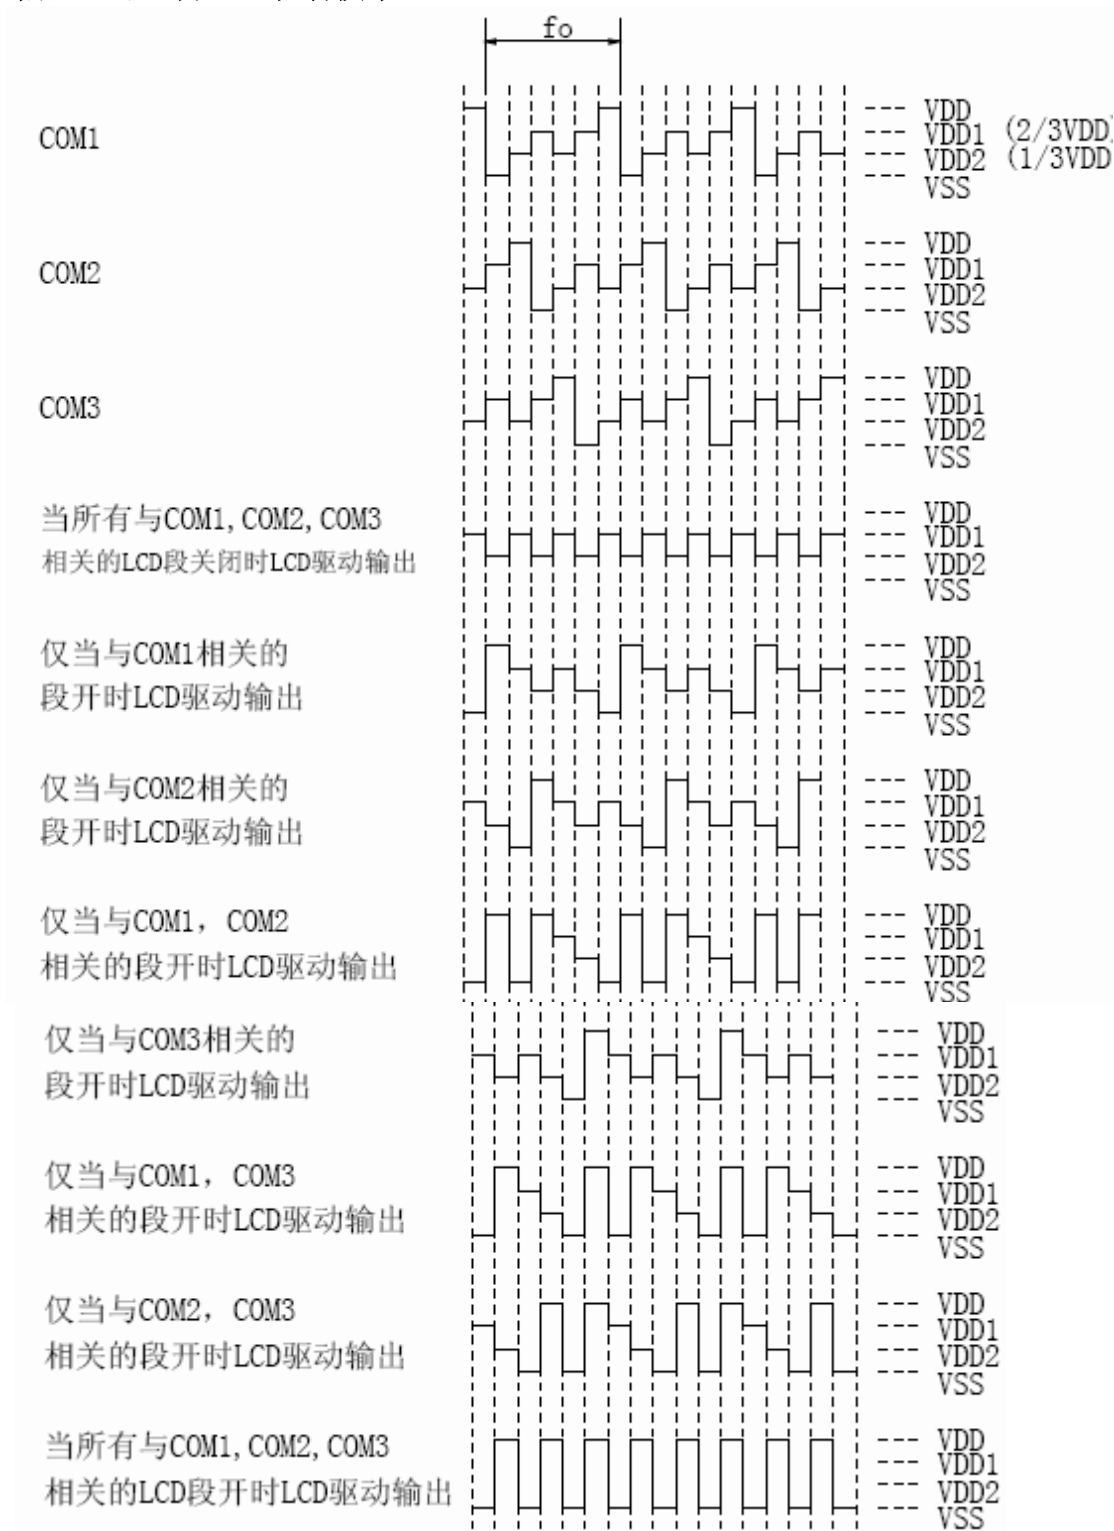 fo
COM1
VDD
VDD1 (2/3VDD)
VDD2 (1/3VDD
VSS
COM2
VDD
VDD1
VDD2
VSS
COM3
VDD
VDD1
VDD2
VSS
当所有与COM1,COM2,COM3
相关的LCD段关闭时LCD驱动输出
VDD
VDD1
VDD2
VSS
仅当与COM1相关的
段开时LCD驱动输出
VDD
VDD1
VDD2
VSS
仅当与COM2相关的
段开时LCD驱动输出
VDD
VDD1
VDD2
VSS
仅当与COM1，COM2
相关的段开时LCD驱动输出
VDD
VDD1
VDD2
VSS
仅当与COM3相关的
段开时LCD驱动输出
VDD
VDD1
VDD2
VSS
仅当与COM1，COM3
相关的段开时LCD驱动输出
VDD
VDD1
VDD2
VSS
仅当与COM2，COM3
相关的段开时LCD驱动输出
VDD
VDD1
VDD2
VSS
当所有与COM1,COM2,COM3
相关的LCD段开时LCD驱动输出
VDD
VDD1
VDD2
VSS